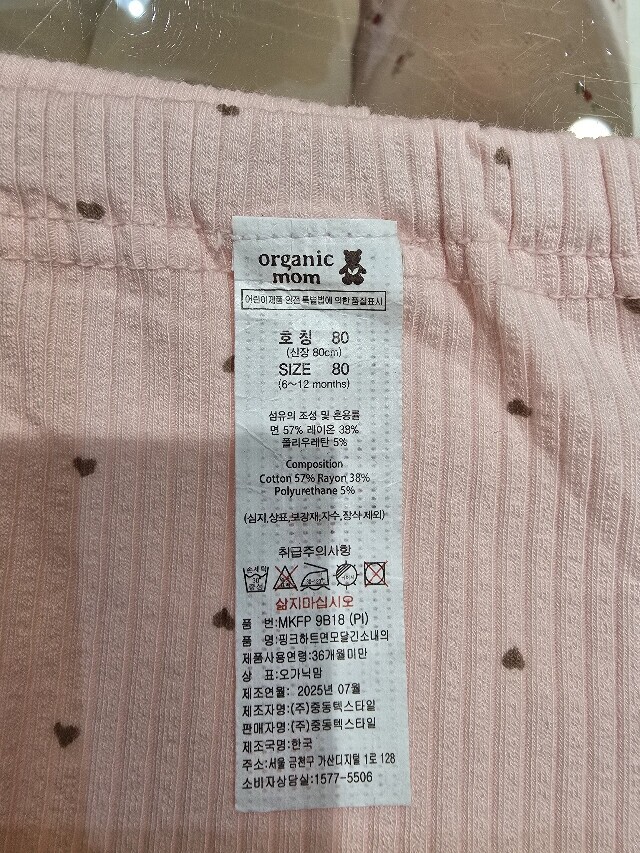 organic
mom
어린이제품 안전 특별법에 의한 품질표시
호 칭 80
(신장 80cm)
SIZE 80
(6~12 months)
섬유의 조성 및 혼용률
면 57% 레이온 38%
폴리우레탄 5%
Composition
Cotton 57% Rayon 38%
Polyurethane 5%
(심지,상표,보강재,자수,장식 제외)
취급주의사항
손세탁
30
중성
삶지마십시오
품 번:MKFP 9B18 (PI)
품 명:핑크하트면모달긴소내의
제품사용연령:36개월미만
상 표:오가닉맘
제조연월: 2025년 07월
제조자명:(주)중동텍스타일
판매자명:(주)중동텍스타일
제조국명:한국
주소:서울 금천구 가산디지털 1로 128
소비자상담실:1577-5506